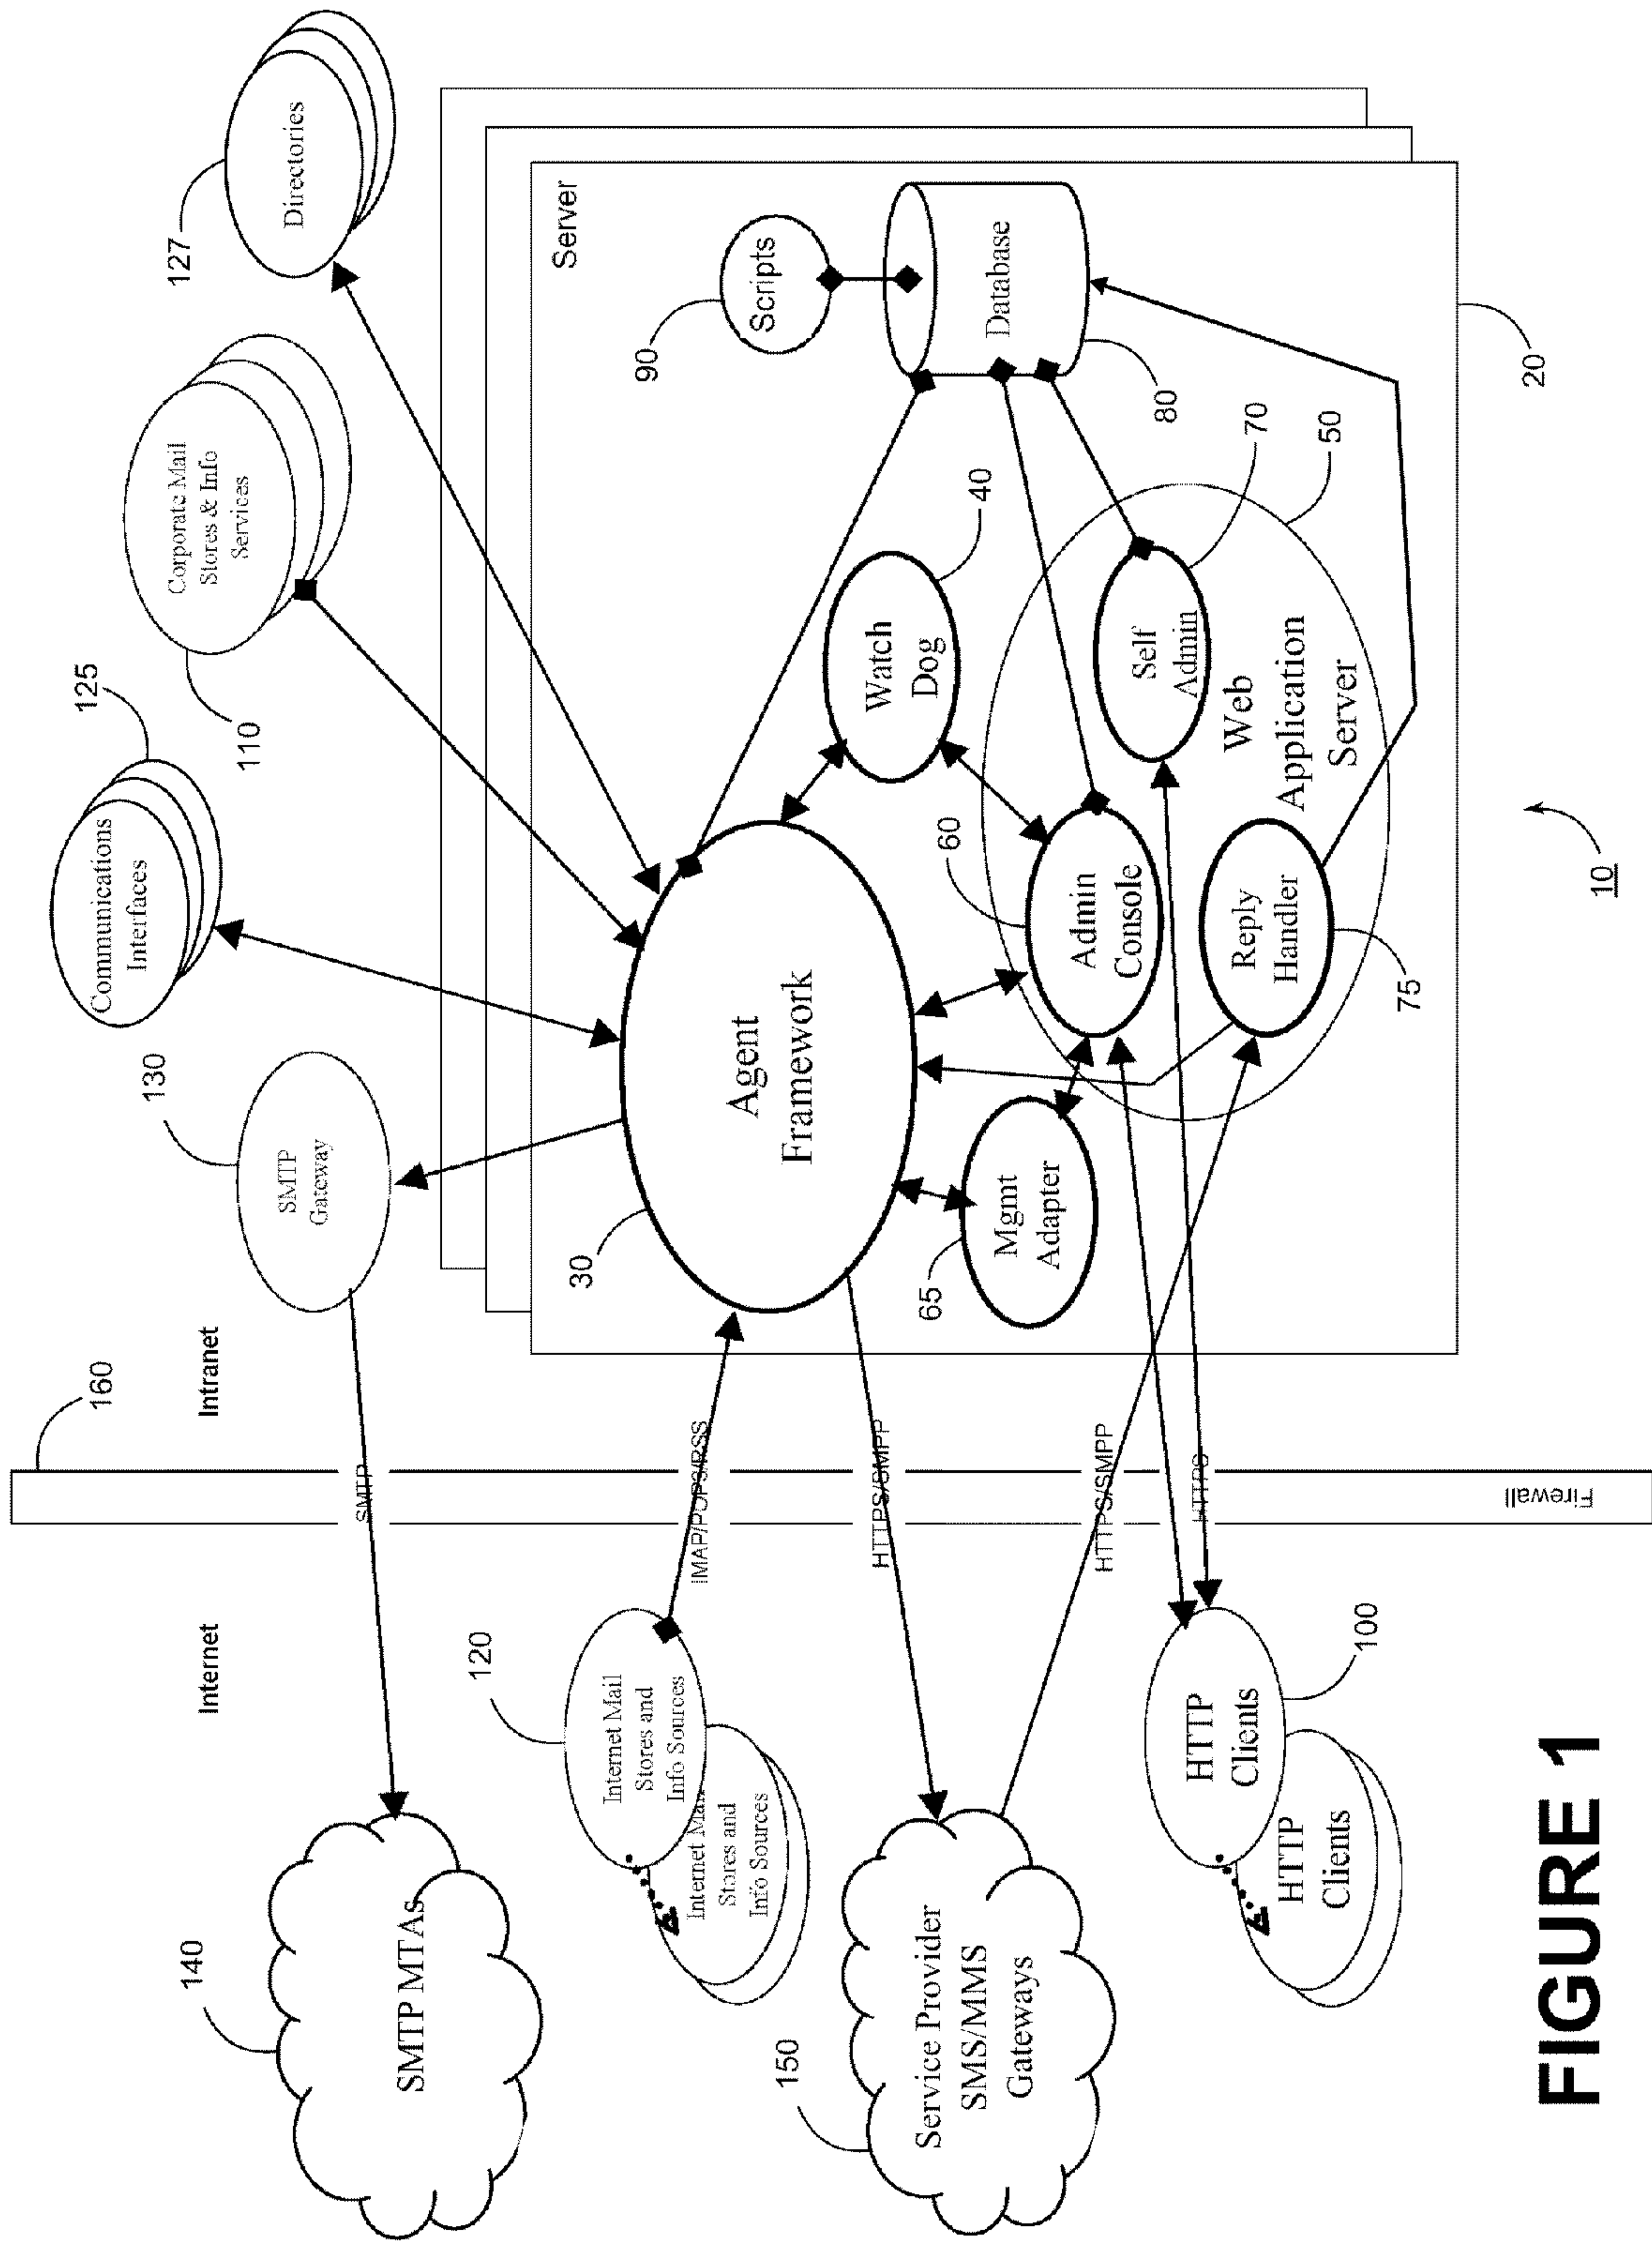 Internet
Intranet
160
Firewall
140
SMTP MTAs
SMTP
130
SMTP
Gateway
125
Communications
Interfaces
110
Corporate Mail
Stores & Info
Services
127
Directories
120
Internet Mail
Stores and
Info Sources
Internet Mail
Stores and
Info Sources
IMAP/POP3/RSS
150
Service Provider
SMS/MMS
Gateways
HTTPS/SMPP
HTTPS/SMPP
HTTPS
100
HTTP
Clients
HTTP
Clients
Server
30
Agent
Framework
65
Mgmt
Adapter
40
Watch
Dog
60
Admin
Console
70
Self
Admin
75
Reply
Handler
50
Web
Application
Server
90
Scripts
80
Database
20
10
FIGURE 1